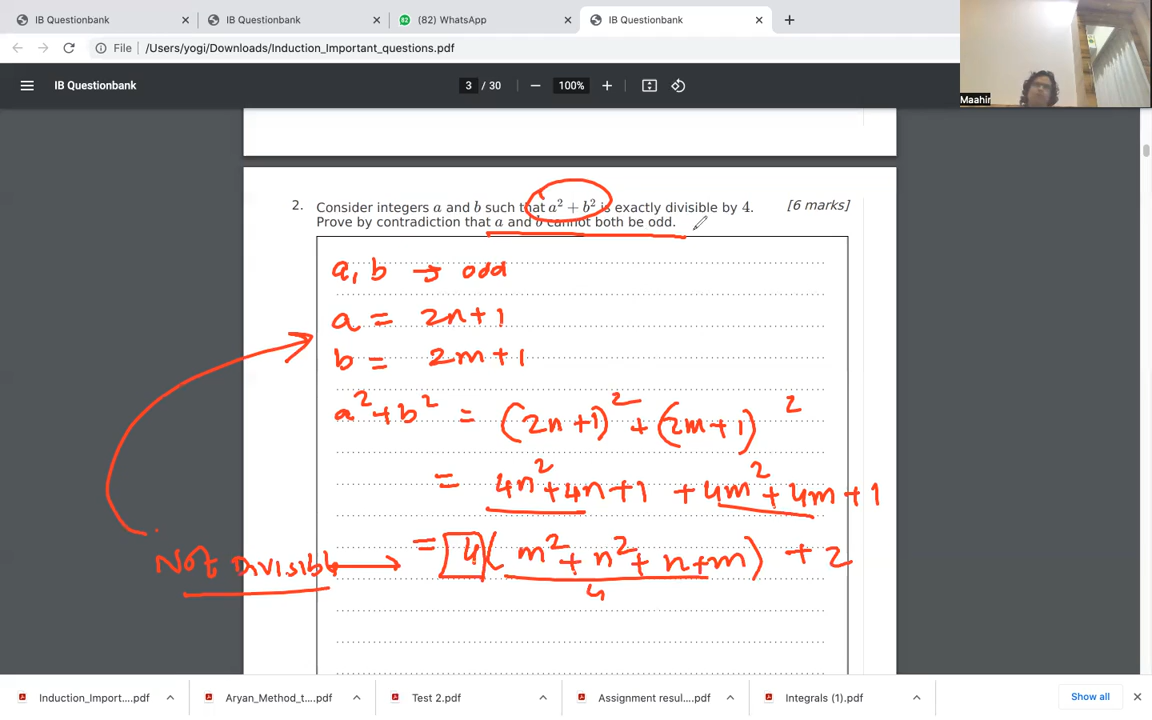 IB Questionbank
IB Questionbank
(82) WhatsApp
IB Questionbank
File /Users/yogi/Downloads/Induction_Important_questions.pdf
IB Questionbank
3 / 30
100%
Maahir
2. Consider integers a and b such that a² + b² is exactly divisible by 4. [6 marks]
Prove by contradiction that a and b cannot both be odd.
a, b → odd
a = 2n+1
b = 2m+1
a²+b² = (2n+1)² + (2m+1)²
= 4n²+4n+1 +4m²+4m+1
= 4(m²+n²+n+m) +2
Not Divisible →
4
Induction_Import....pdf
Aryan_Method_t....pdf
Test 2.pdf
Assignment resul....pdf
Integrals (1).pdf
Show all